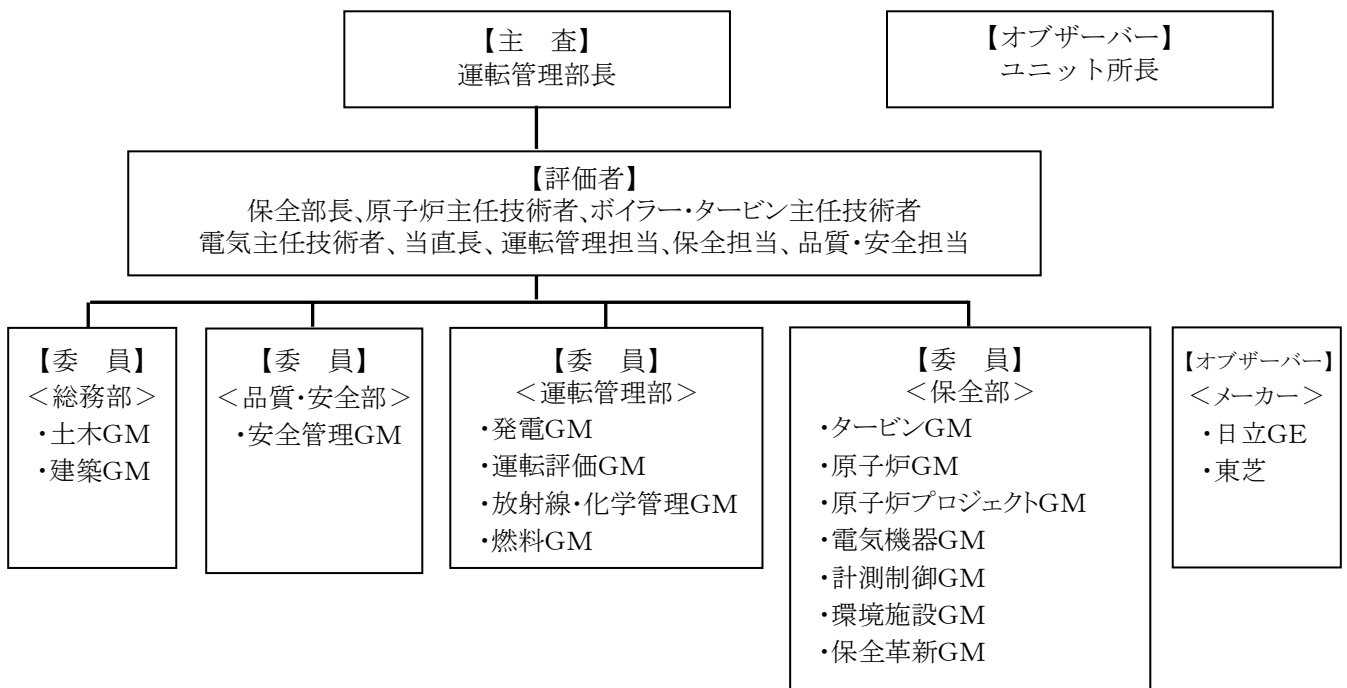 【主　査】
運転管理部長
【オブザーバー】
ユニット所長
【評価者】
保全部長、原子炉主任技術者、ボイラー・タービン主任技術者
電気主任技術者、当直長、運転管理担当、保全担当、品質・安全担当
【委　員】
＜総務部＞
・土木GM
・建築GM
【委　員】
＜品質・安全部＞
・安全管理GM
【委　員】
＜運転管理部＞
・発電GM
・運転評価GM
・放射線・化学管理GM
・燃料GM
【委　員】
＜保全部＞
・タービンGM
・原子炉GM
・原子炉プロジェクトGM
・電気機器GM
・計測制御GM
・環境施設GM
・保全革新GM
【オブザーバー】
＜メーカー＞
・日立GE
・東芝